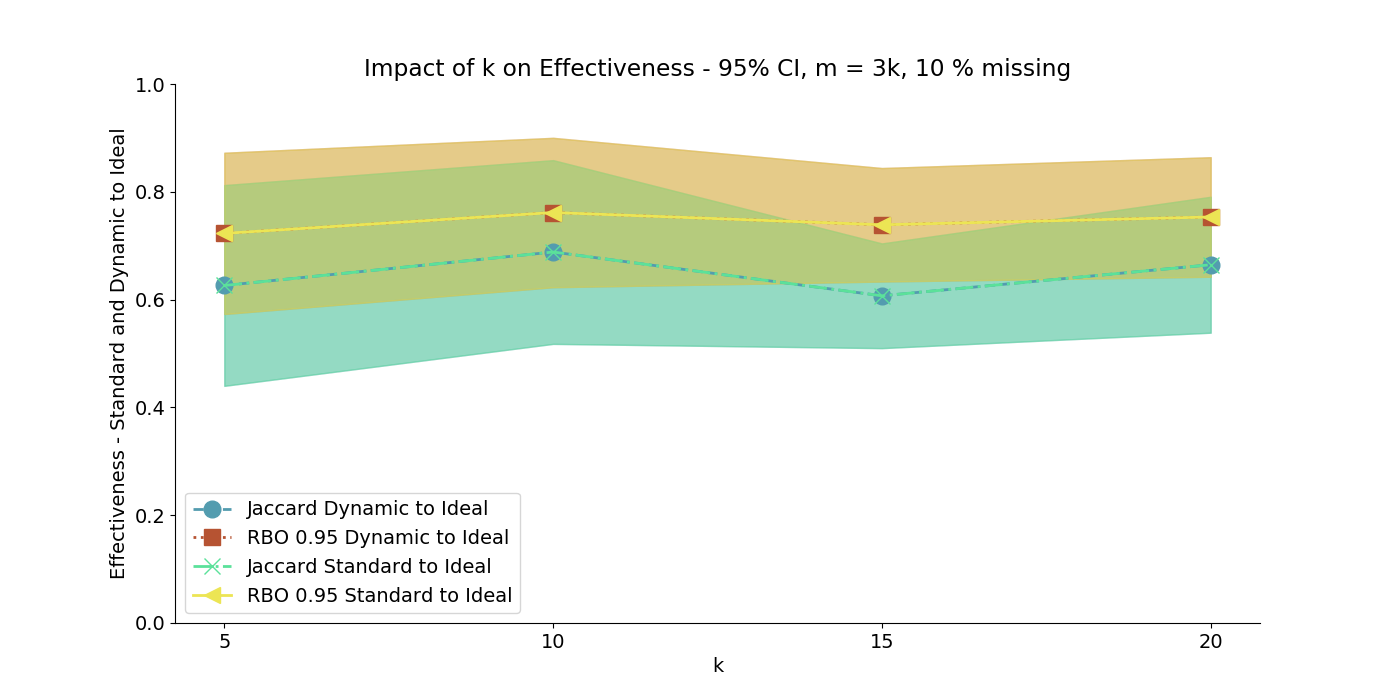 Impact of k on Effectiveness - 95% CI, m = 3k, 10 % missing
Effectiveness - Standard and Dynamic to Ideal
1.0
0.8
0.6
0.4
0.2
0.0
Jaccard Dynamic to Ideal
RBO 0.95 Dynamic to Ideal
Jaccard Standard to Ideal
RBO 0.95 Standard to Ideal
5 10 15 20
k